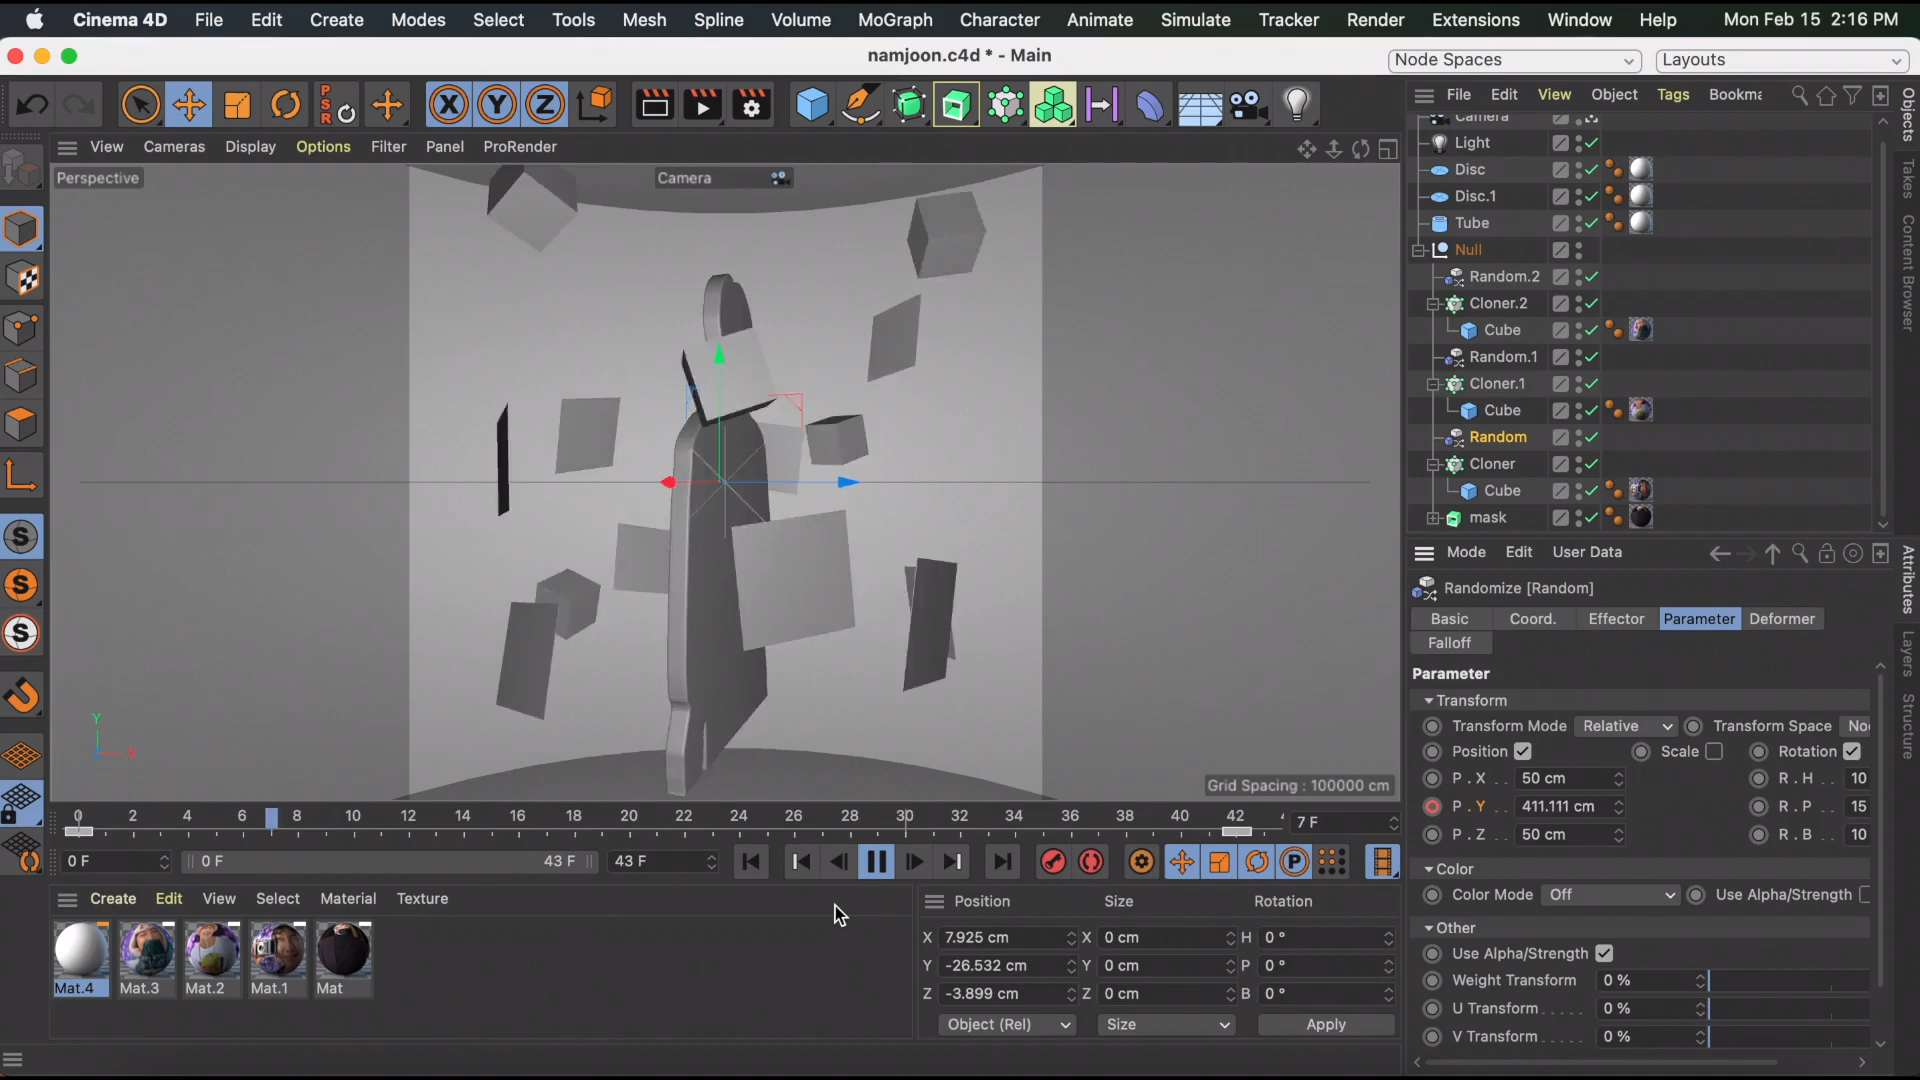 Cinema 4D File Edit Create Modes Select Tools Mesh Spline Volume MoGraph Character Animate Simulate Tracker Render Extensions Window Help Mon Feb 15 2:16 PM
namjoon.c4d * - Main
Node Spaces
Layouts
PSR
X Y Z
File Edit View Object Tags Bookma
View Cameras Display Options Filter Panel ProRender
Perspective
Camera
Grid Spacing : 100000 cm
Y
X
Camera
Light
Disc
Disc.1
Tube
Null
Random.2
Cloner.2
Cube
Random.1
Cloner.1
Cube
Random
Cloner
Cube
mask
Objects
Takes
Content Browser
Attributes
Layers
Structure
Mode Edit User Data
Randomize [Random]
Basic Coord. Effector Parameter Deformer
Falloff
Parameter
Transform
Transform Mode Relative Transform Space No
Position Scale Rotation
P . X . . 50 cm R . H . . 10
P . Y 411.111 cm R . P . . 15
P . Z 50 cm R . B . . 10
Color
Color Mode Off Use Alpha/Strength
Other
Use Alpha/Strength
Weight Transform 0 %
U Transform . . . . . 0 %
V Transform . . . . . 0 %
0 2 4 6 8 10 12 14 16 18 20 22 24 26 28 30 32 34 36 38 40 42 7 F
0 F 0 F 43 F 43 F
P
Create Edit View Select Material Texture
Mat.4 Mat.3 Mat.2 Mat.1 Mat
Position Size Rotation
X 7.925 cm X 0 cm H 0 °
Y -26.532 cm Y 0 cm P 0 °
Z -3.899 cm Z 0 cm B 0 °
Object (Rel) Size Apply
S
S
S